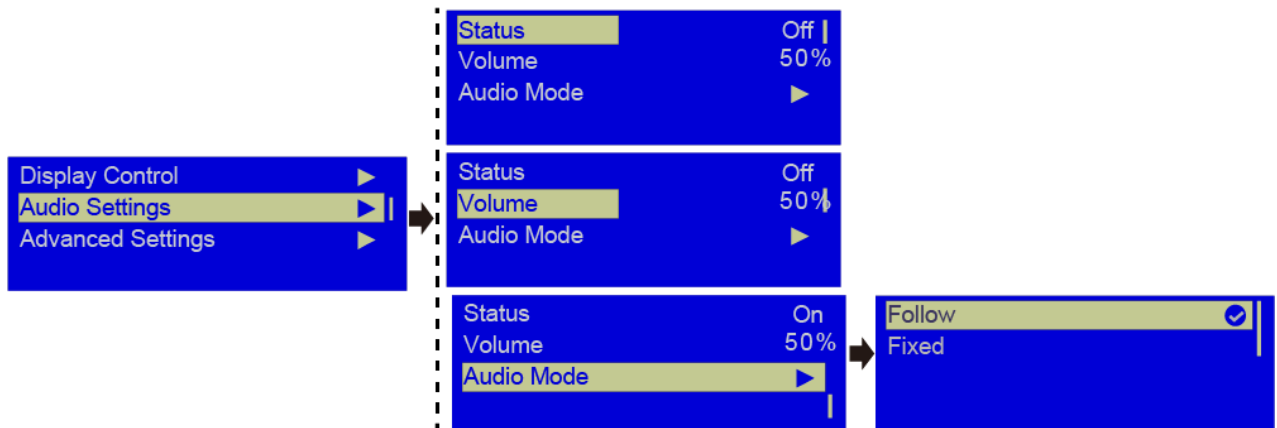 Display Control
Audio Settings
Advanced Settings
Status Off
Volume 50%
Audio Mode
Status Off
Volume 50%
Audio Mode
Status On
Volume 50%
Audio Mode
Follow
Fixed